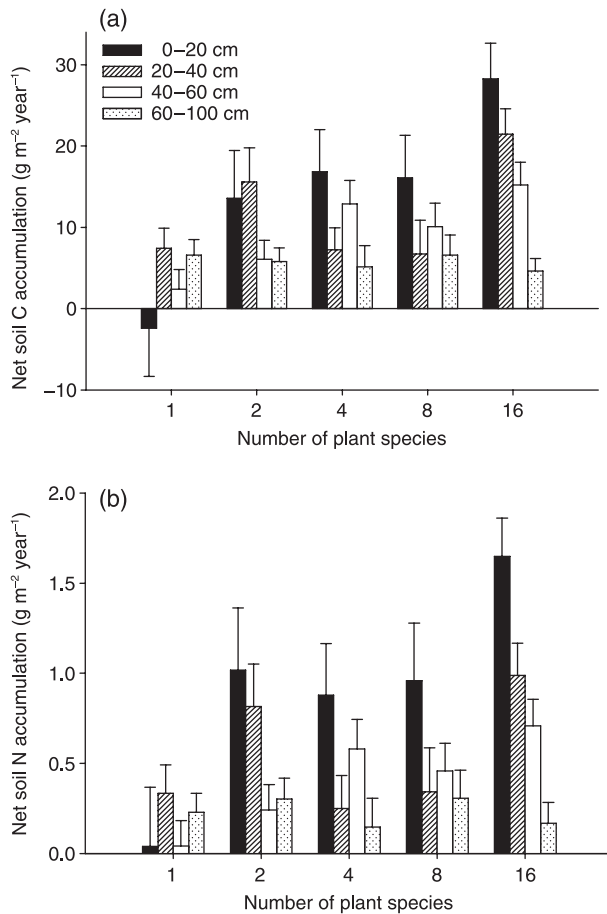 (a)
0–20 cm
20–40 cm
40–60 cm
60–100 cm
Net soil C accumulation (g m⁻² year⁻¹)
30
20
10
0
−10
1 2 4 8 16
Number of plant species
(b)
Net soil N accumulation (g m⁻² year⁻¹)
2.0
1.5
1.0
0.5
0.0
1 2 4 8 16
Number of plant species